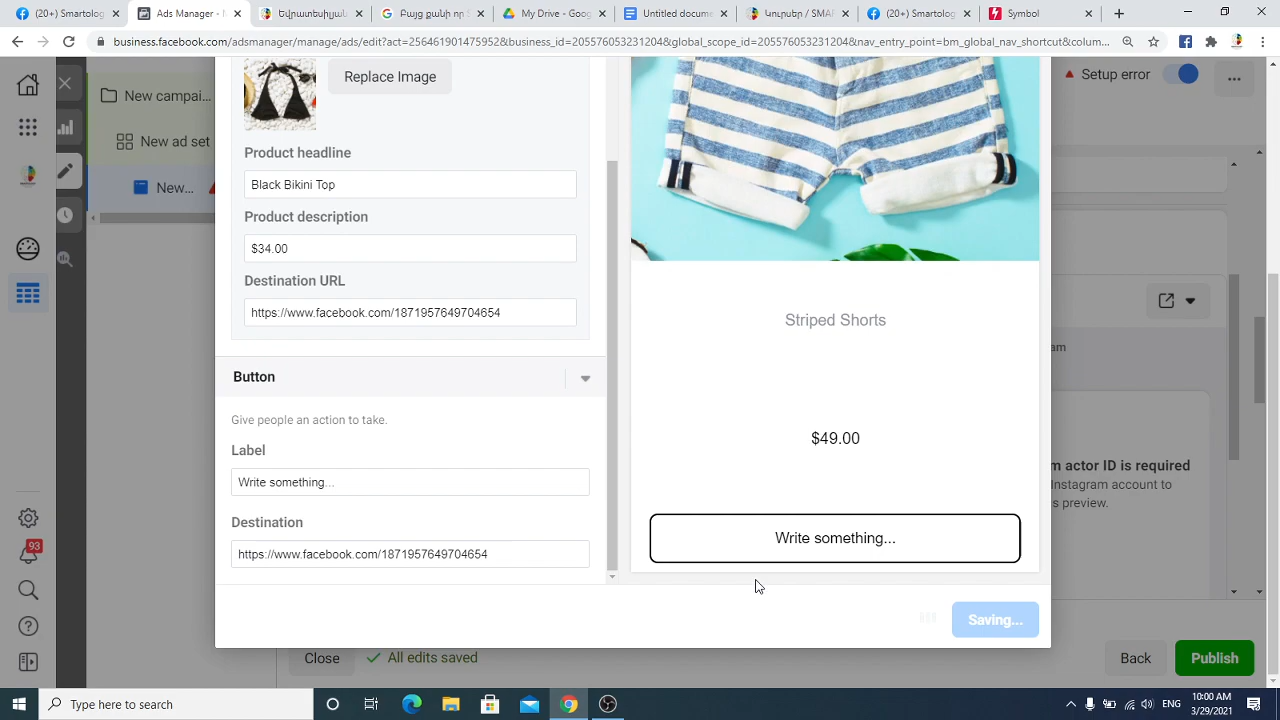 (20+) Smartolog
Ads Manager -
Ընդլայնված
(20+) Smartolog
My Drive - Goo
Untitled docume
(20+) Smartolog
Symbol
business.facebook.com/adsmanager/manage/ads/edit?act=256461901475952&business_id=205576053231204&global_scope_id=205576053231204&nav_entry_point=bm_global_nav_shortcut&colum...
New campai...
Replace Image
Setup error
New ad set
Product headline
New...
Black Bikini Top
Product description
$34.00
Destination URL
https://www.facebook.com/1871957649704654
Striped Shorts
am
Button
Give people an action to take.
$49.00
Label
m actor ID is required
Write something...
Instagram account to
s preview.
Destination
Write something...
https://www.facebook.com/1871957649704654
93
Saving...
Close
All edits saved
Back
Publish
Type here to search
ENG
10:00 AM
3/29/2021